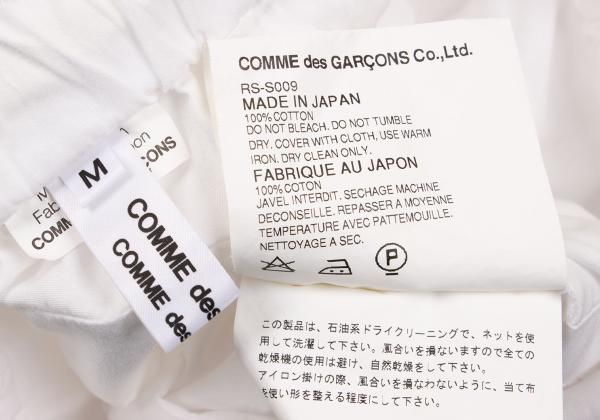 COMME des GARÇONS Co.,Ltd.
RS-S009
MADE IN JAPAN
100% COTTON
DO NOT BLEACH. DO NOT TUMBLE
DRY. COVER WITH CLOTH, USE WARM
IRON. DRY CLEAN ONLY.
FABRIQUE AU JAPON
100% COTON
JAVEL INTERDIT. SECHAGE MACHINE
DECONSEILLE. REPASSER A MOYENNE
TEMPERATURE AVEC PATTEMOUILLE.
NETTOYAGE A SEC.
P
この製品は、石油系ドライクリーニングで、ネットを使
用して洗濯して下さい。風合いを損ないますので全ての
乾燥機の使用は避け、自然乾燥をして下さい。
アイロン掛けの際、風合いを損なわないように、当て布
を使い形を整える程度にして下さい。
M
COMME des
COMME des